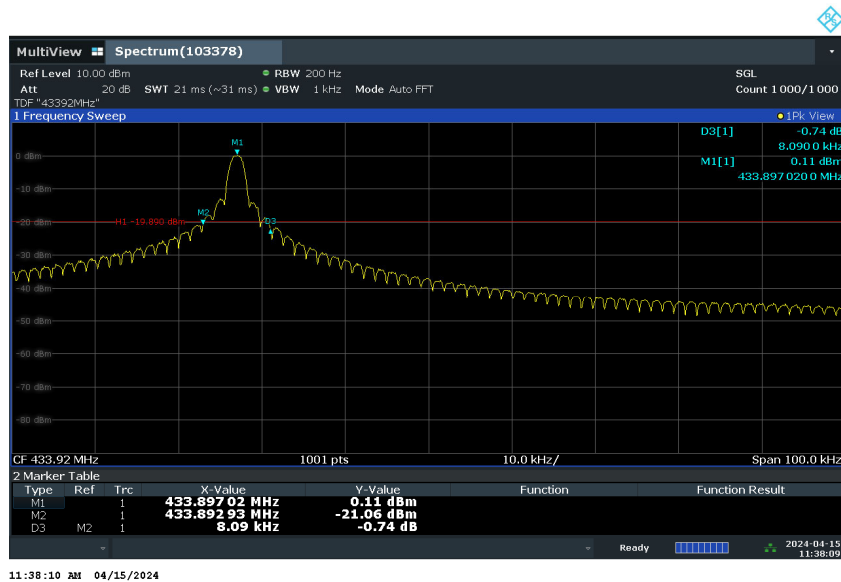 R&S
MultiView Spectrum(103378)
Ref Level 10.00 dBm RBW 200 Hz SGL
Att 20 dB SWT 21 ms (~31 ms) VBW 1 kHz Mode Auto FFT Count 1000/1000
TDF "43392MHz"
1 Frequency Sweep 1Pk View
D3[1] -0.74 dB
8.090 0 kHz
M1[1] 0.11 dBm
433.897 020 0 MHz
M1
0 dBm
-10 dBm
M2
-20 dBm H1 -19.890 dBm D3
-30 dBm
-40 dBm
-50 dBm
-60 dBm
-70 dBm
-80 dBm
CF 433.92 MHz 1001 pts 10.0 kHz/ Span 100.0 kHz
2 Marker Table
Type Ref Trc X-Value Y-Value Function Function Result
M1 1 433.897 02 MHz 0.11 dBm
M2 1 433.892 93 MHz -21.06 dBm
D3 M2 1 8.09 kHz -0.74 dB
Ready 2024-04-15
11:38:09
11:38:10 AM 04/15/2024